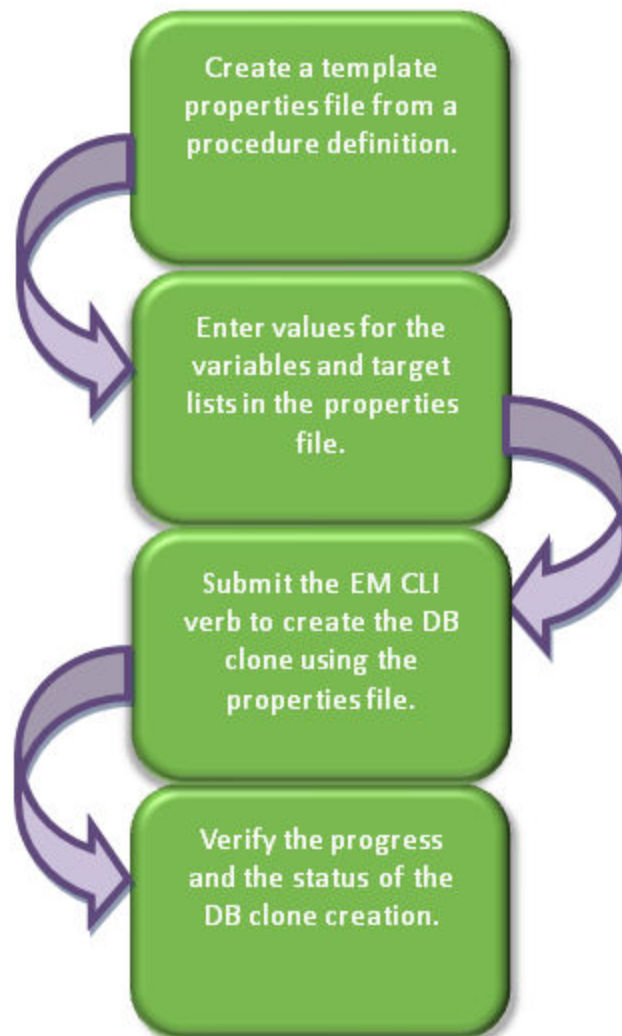 Create a template
properties file from a
procedure definition.
Enter values for the
variables and target
lists in the properties
file.
Submit the EM CLI
verb to create the DB
clone using the
properties file.
Verify the progress
and the status of the
DB clone creation.